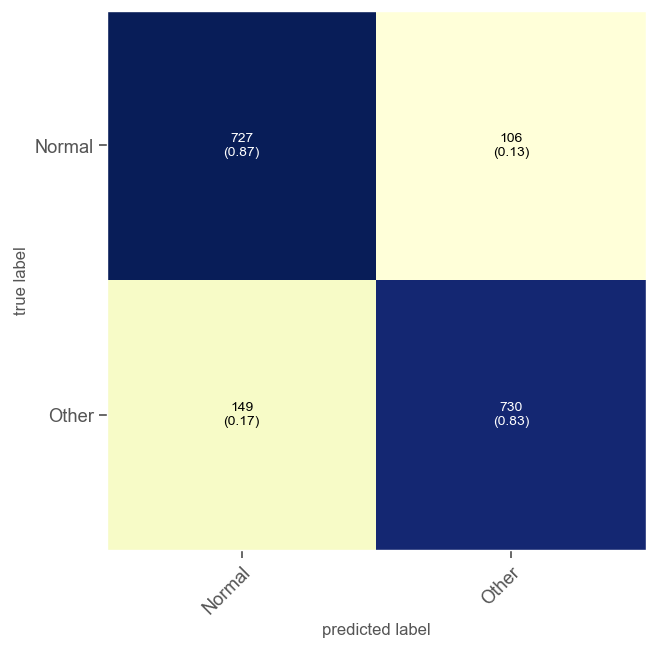 727
(0.87)
106
(0.13)
Normal
true label
149
(0.17)
730
(0.83)
Other
Normal
Other
predicted label